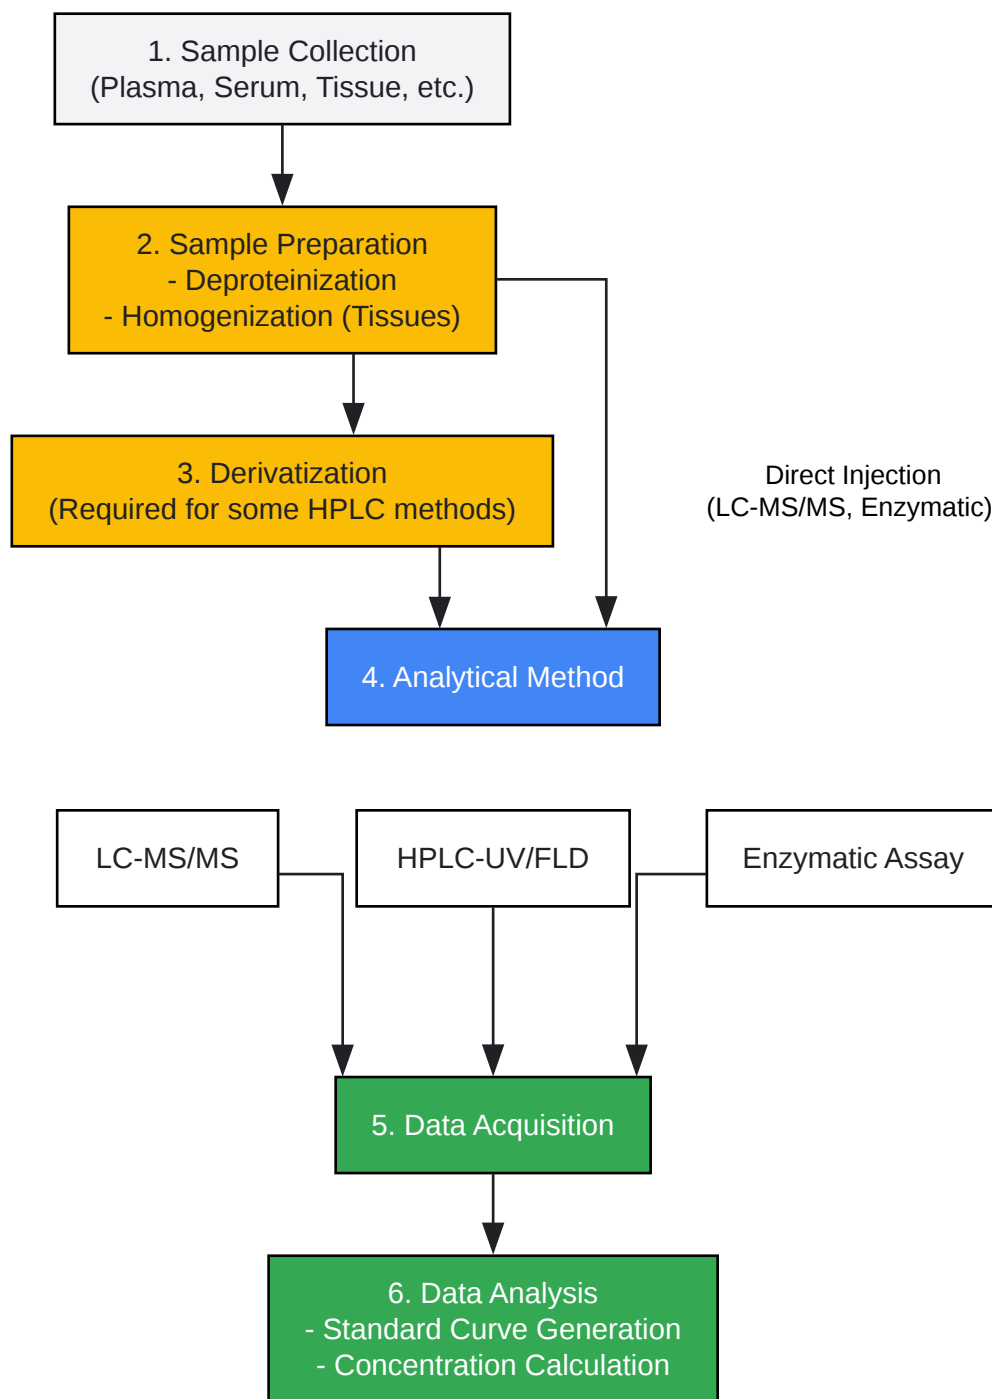 1. Sample Collection
(Plasma, Serum, Tissue, etc.)
2. Sample Preparation
- Deproteinization
- Homogenization (Tissues)
3. Derivatization
(Required for some HPLC methods)
Direct Injection
(LC-MS/MS, Enzymatic)
4. Analytical Method
LC-MS/MS
HPLC-UV/FLD
Enzymatic Assay
5. Data Acquisition
6. Data Analysis
- Standard Curve Generation
- Concentration Calculation